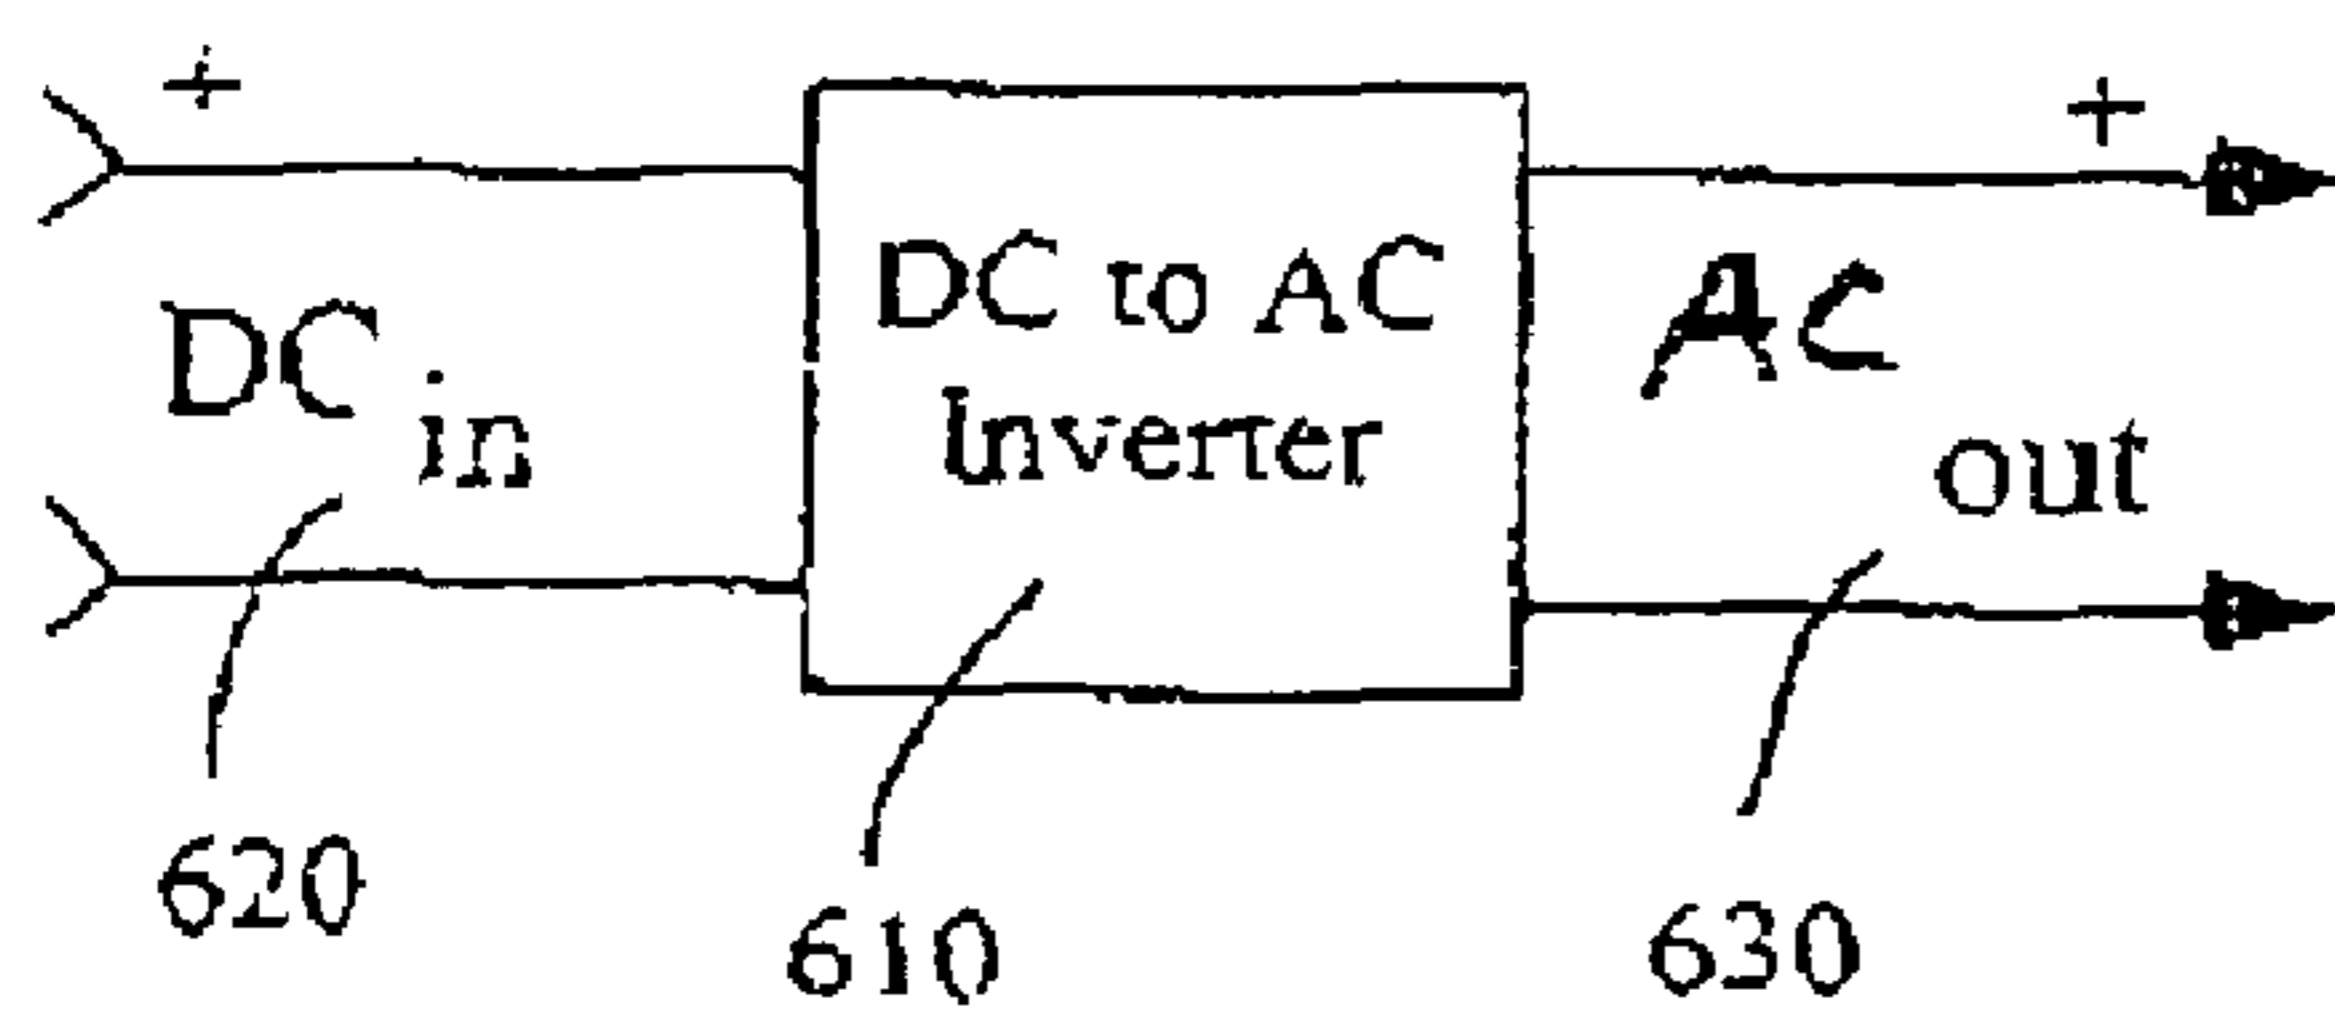 +
+
DC in
DC to AC
Inverter
AC out
620
610
630